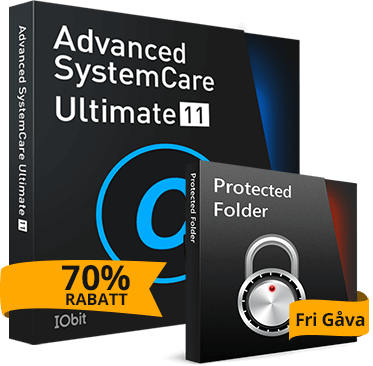 Advanced
SystemCare
Ultimate 11
Advanced SystemCare Ultimate 11
Protected
Folder
Protected Folder
70%
RABATT
Fri Gåva
IObit